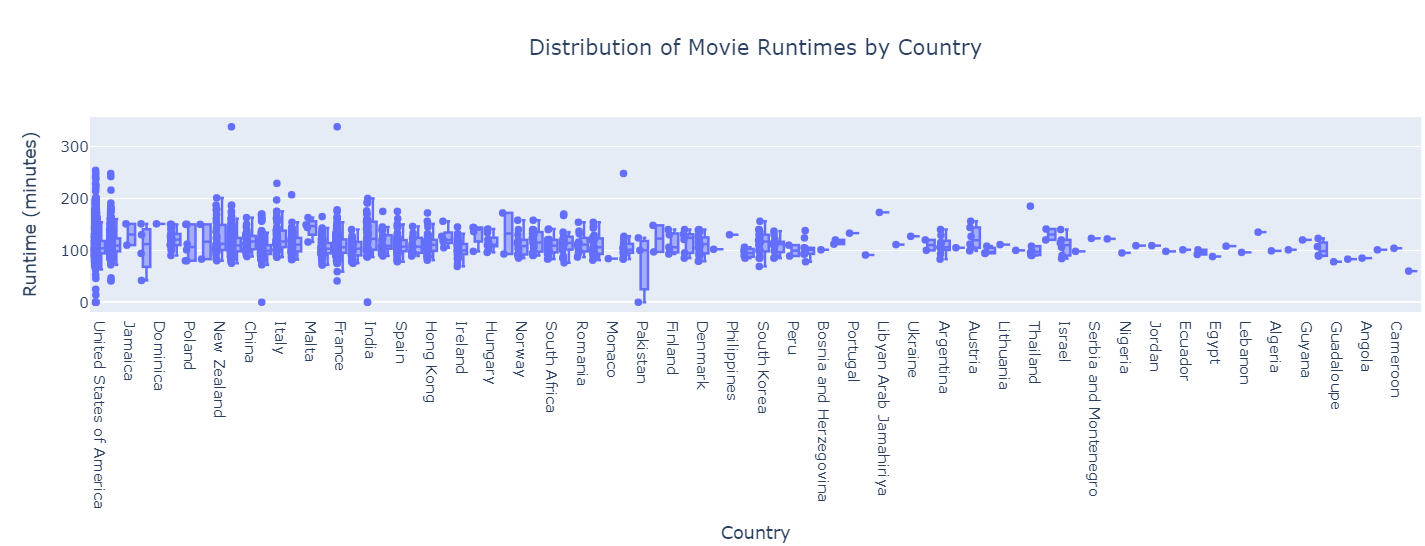 Distribution of Movie Runtimes by Country
Runtime (minutes)
300
200
100
0
United States of America
Jamaica
Dominica
Poland
New Zealand
China
Italy
Malta
France
India
Spain
Hong Kong
Ireland
Hungary
Norway
South Africa
Romania
Monaco
Pakistan
Finland
Denmark
Philippines
South Korea
Peru
Bosnia and Herzegovina
Portugal
Libyan Arab Jamahiriya
Ukraine
Argentina
Austria
Lithuania
Thailand
Israel
Serbia and Montenegro
Nigeria
Jordan
Ecuador
Egypt
Lebanon
Algeria
Guyana
Guadaloupe
Angola
Cameroon
Country